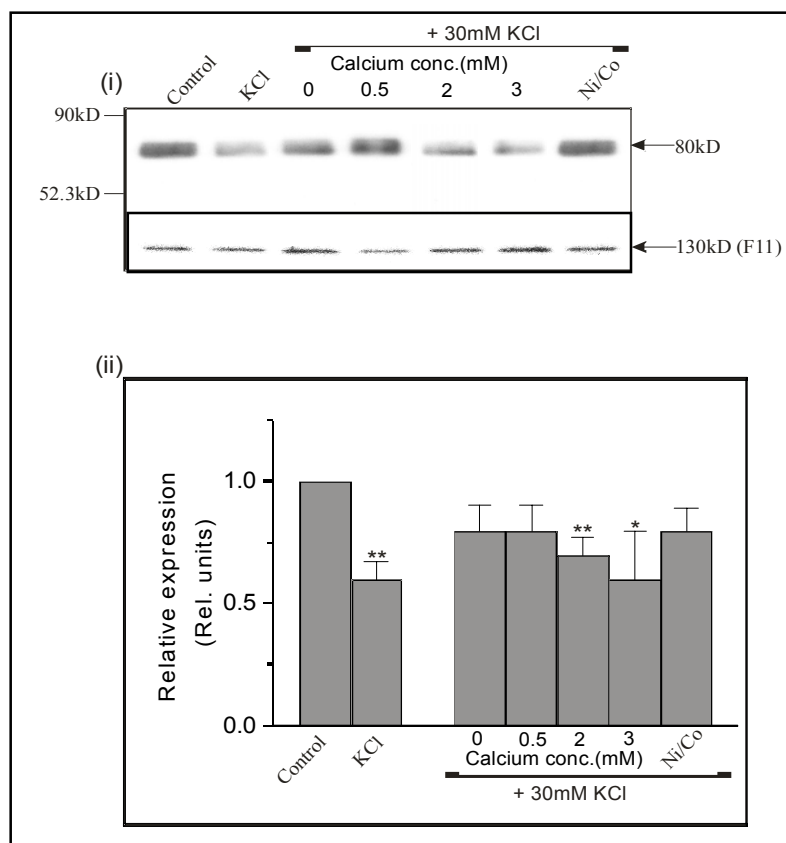 + 30mM KCl
(i)
Control
KCl
Calcium conc.(mM)
0 0.5 2 3
Ni/Co
90kD
80kD
52.3kD
130kD (F11)
(ii)
Relative expression
(Rel. units)
1.0
0.5
0.0
**
**
*
Control
KCl
0 0.5 2 3
Ni/Co
Calcium conc.(mM)
+ 30mM KCl